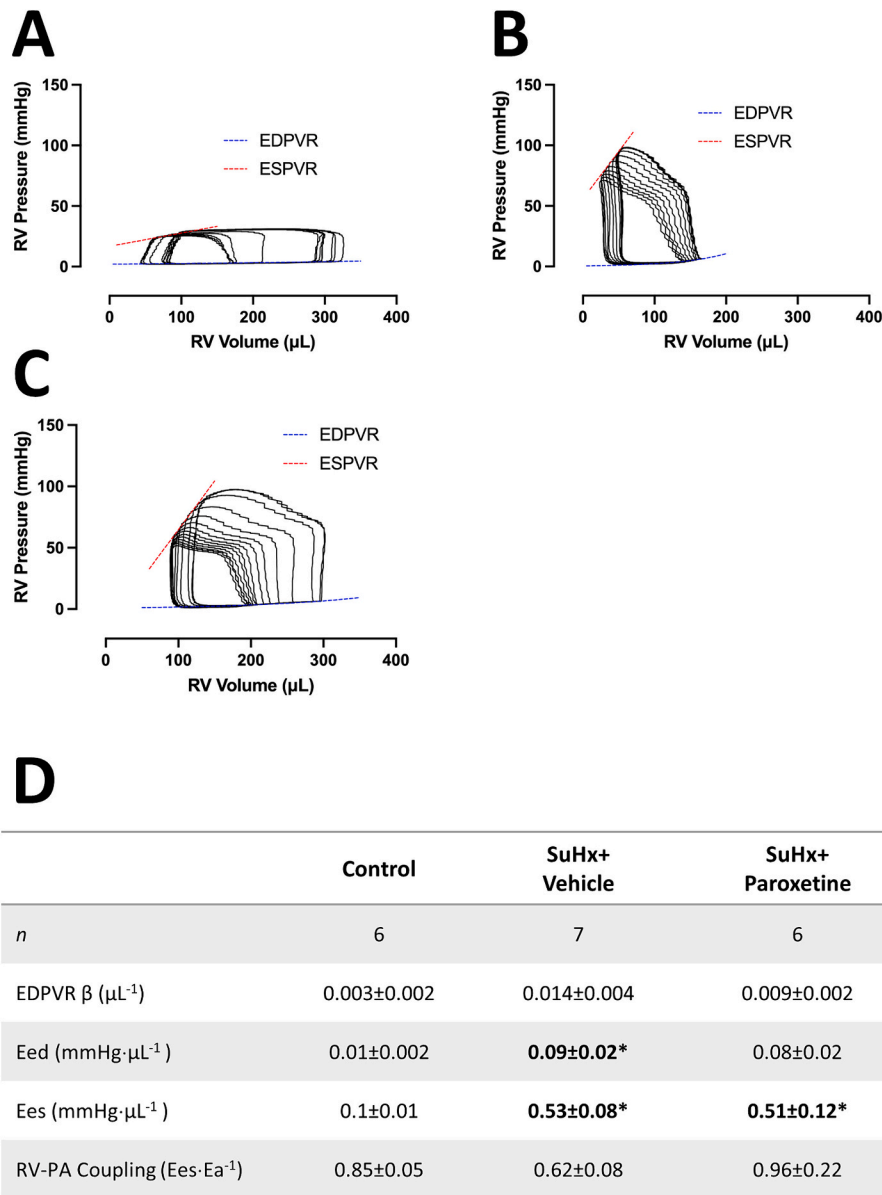 A
150
100
50
0
RV Pressure (mmHg)
EDPVR
ESPVR
0 100 200 300 400
RV Volume (µL)
B
150
100
50
0
RV Pressure (mmHg)
EDPVR
ESPVR
0 100 200 300 400
RV Volume (µL)
C
150
100
50
0
RV Pressure (mmHg)
EDPVR
ESPVR
0 100 200 300 400
RV Volume (µL)
D
Control SuHx+ Vehicle SuHx+ Paroxetine
n 6 7 6
EDPVR β (µL⁻¹) 0.003±0.002 0.014±0.004 0.009±0.002
Eed (mmHg·µL⁻¹ ) 0.01±0.002 0.09±0.02* 0.08±0.02
Ees (mmHg·µL⁻¹ ) 0.1±0.01 0.53±0.08* 0.51±0.12*
RV-PA Coupling (Ees·Ea⁻¹) 0.85±0.05 0.62±0.08 0.96±0.22